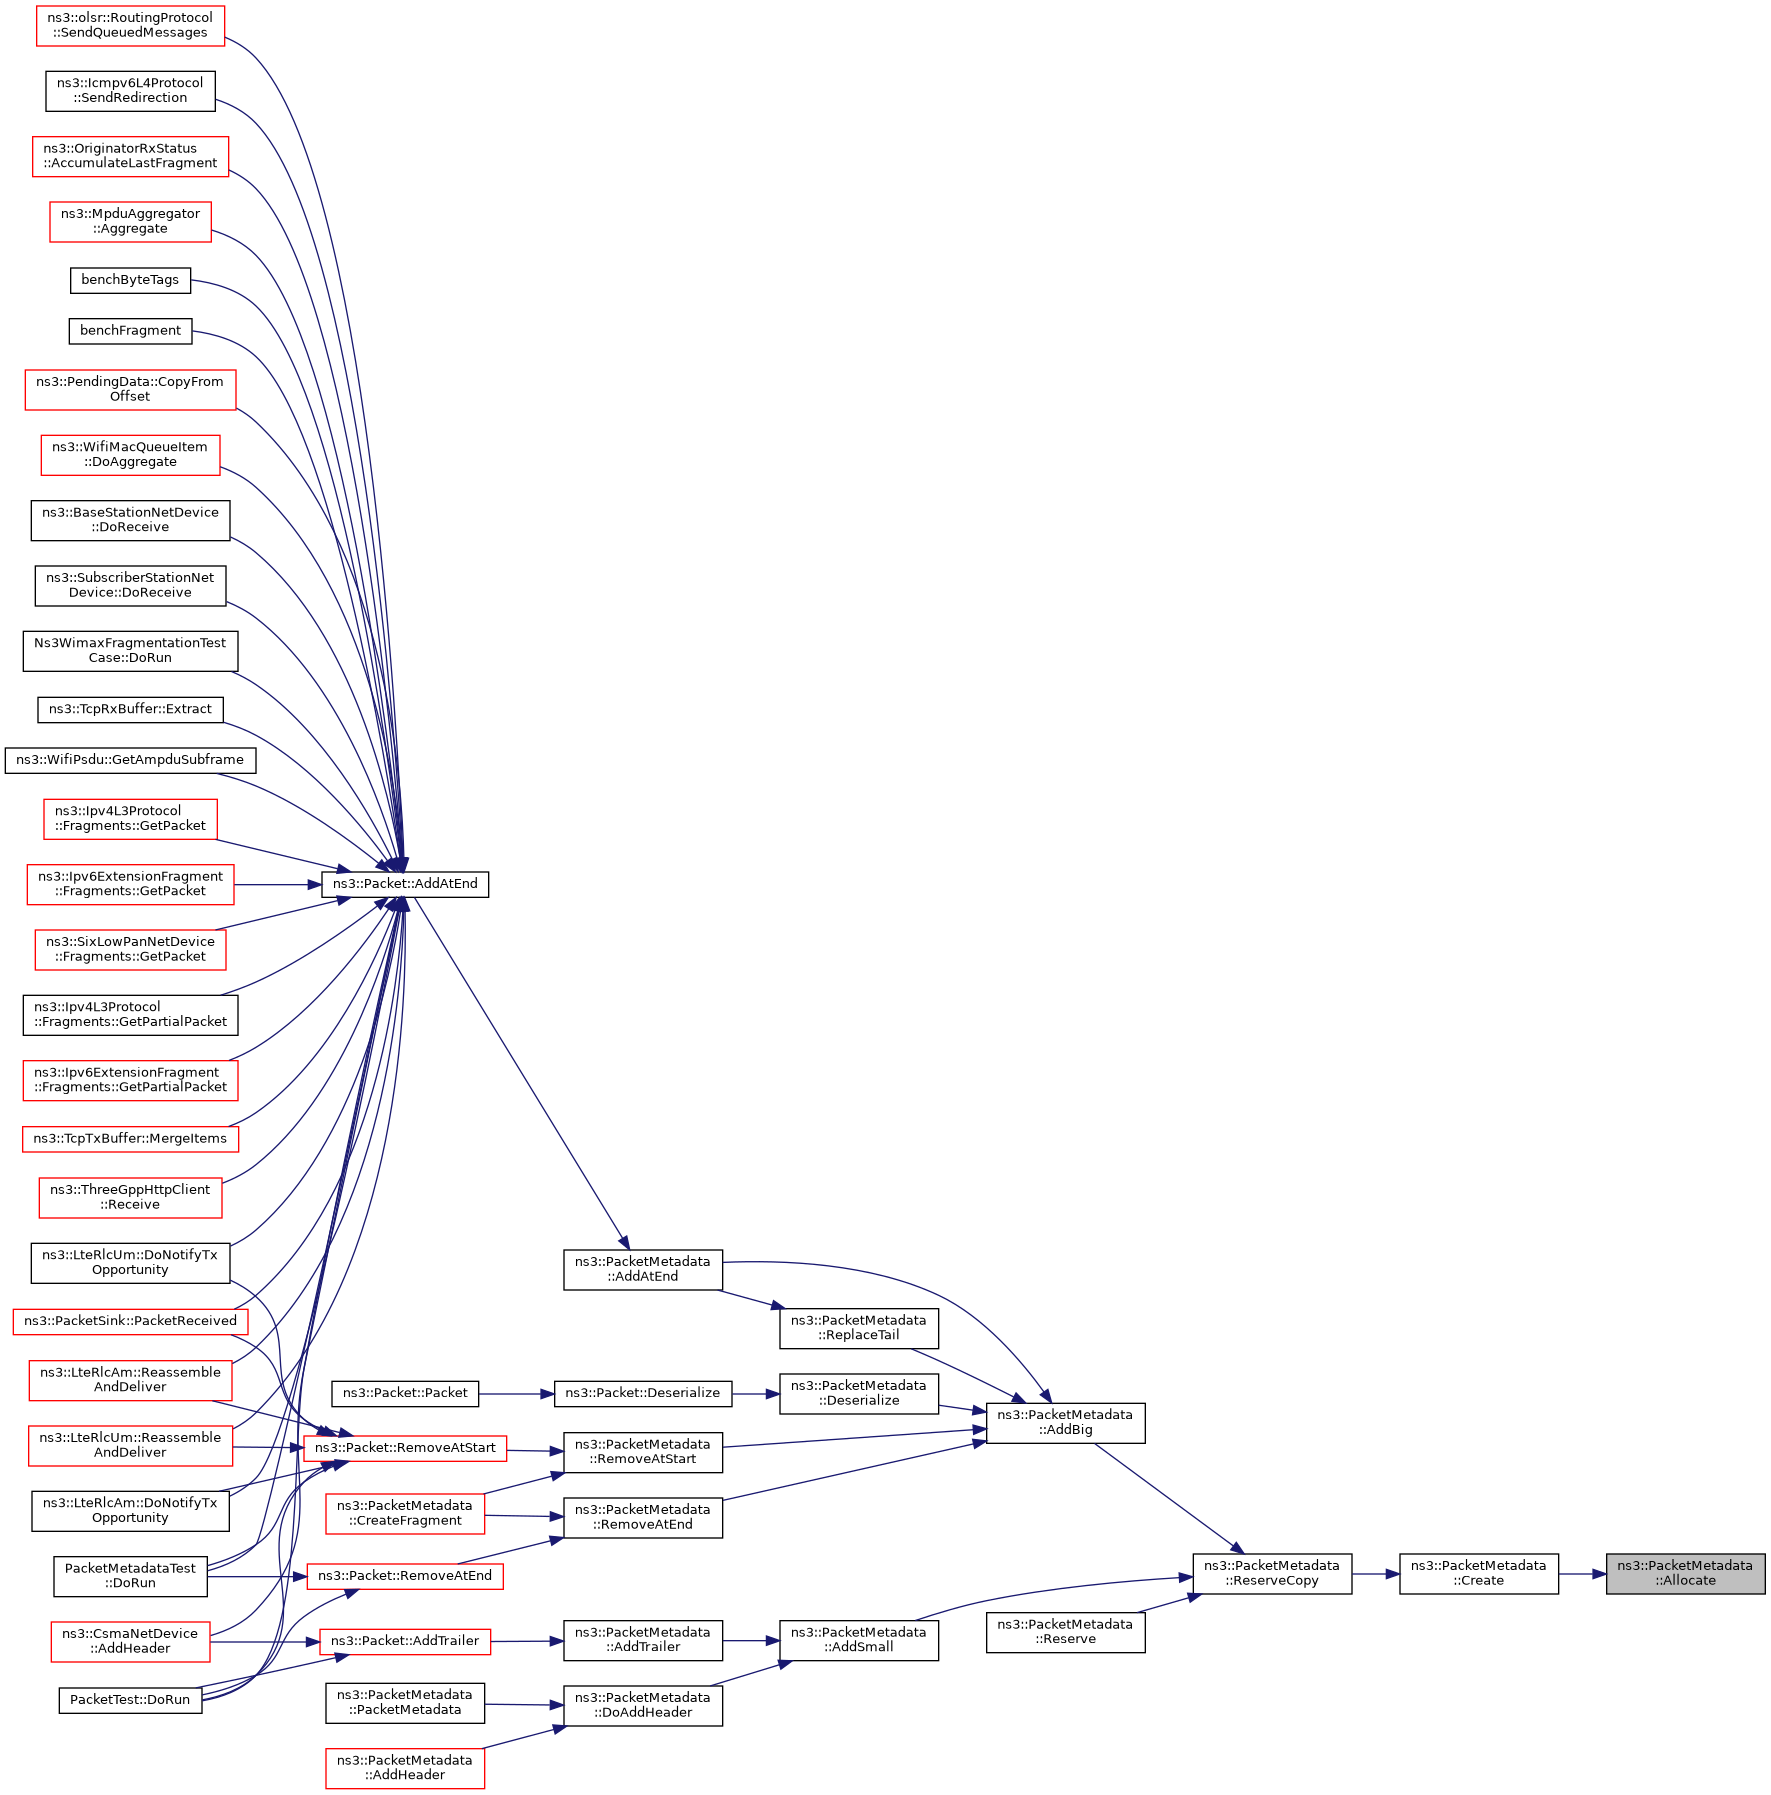 ns3::olsr::RoutingProtocol
::SendQueuedMessages
ns3::Icmpv6L4Protocol
::SendRedirection
ns3::OriginatorRxStatus
::AccumulateLastFragment
ns3::MpduAggregator
::Aggregate
benchByteTags
benchFragment
ns3::PendingData::CopyFrom
Offset
ns3::WifiMacQueueItem
::DoAggregate
ns3::BaseStationNetDevice
::DoReceive
ns3::SubscriberStationNet
Device::DoReceive
Ns3WimaxFragmentationTest
Case::DoRun
ns3::TcpRxBuffer::Extract
ns3::WifiPsdu::GetAmpduSubframe
ns3::Ipv4L3Protocol
::Fragments::GetPacket
ns3::Ipv6ExtensionFragment
::Fragments::GetPacket
ns3::SixLowPanNetDevice
::Fragments::GetPacket
ns3::Ipv4L3Protocol
::Fragments::GetPartialPacket
ns3::Ipv6ExtensionFragment
::Fragments::GetPartialPacket
ns3::TcpTxBuffer::MergeItems
ns3::ThreeGppHttpClient
::Receive
ns3::LteRlcUm::DoNotifyTx
Opportunity
ns3::PacketSink::PacketReceived
ns3::LteRlcAm::Reassemble
AndDeliver
ns3::LteRlcUm::Reassemble
AndDeliver
ns3::LteRlcAm::DoNotifyTx
Opportunity
PacketMetadataTest
::DoRun
ns3::CsmaNetDevice
::AddHeader
PacketTest::DoRun
ns3::Packet::AddAtEnd
ns3::Packet::Packet
ns3::Packet::RemoveAtStart
ns3::PacketMetadata
::CreateFragment
ns3::Packet::RemoveAtEnd
ns3::Packet::AddTrailer
ns3::PacketMetadata
::PacketMetadata
ns3::PacketMetadata
::AddHeader
ns3::PacketMetadata
::AddAtEnd
ns3::Packet::Deserialize
ns3::PacketMetadata
::RemoveAtStart
ns3::PacketMetadata
::RemoveAtEnd
ns3::PacketMetadata
::AddTrailer
ns3::PacketMetadata
::DoAddHeader
ns3::PacketMetadata
::ReplaceTail
ns3::PacketMetadata
::Deserialize
ns3::PacketMetadata
::AddSmall
ns3::PacketMetadata
::AddBig
ns3::PacketMetadata
::Reserve
ns3::PacketMetadata
::ReserveCopy
ns3::PacketMetadata
::Create
ns3::PacketMetadata
::Allocate